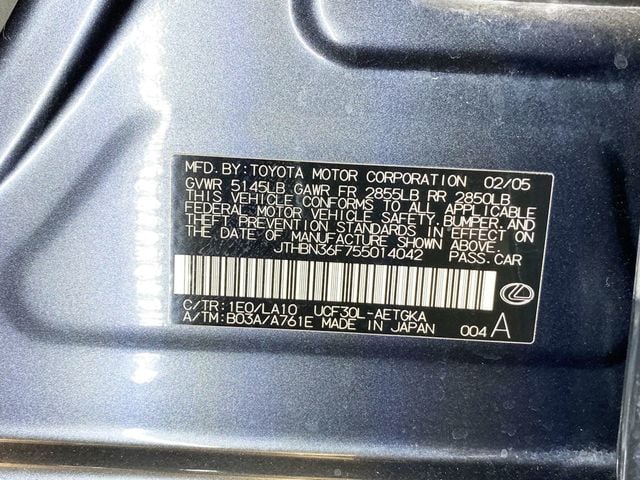 MFD. BY: TOYOTA MOTOR CORPORATION 02/05
GVWR 5145LB GAWR FR 2855LB RR 2850LB
THIS VEHICLE CONFORMS TO ALL APPLICABLE
FEDERAL MOTOR VEHICLE SAFETY, BUMPER, AND
THEFT PREVENTION STANDARDS IN EFFECT ON
THE DATE OF MANUFACTURE SHOWN ABOVE.
JTHBN36F755014042 PASS. CAR
C/TR: 1E0/LA10 UCF30L-AETGKA
A/TM: B03A/A761E MADE IN JAPAN 004 A